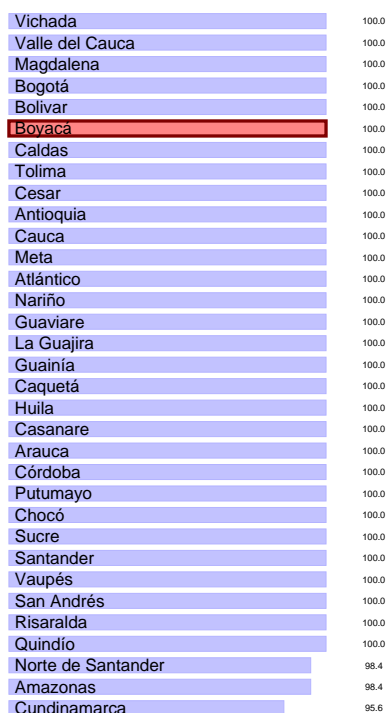 Vichada 100.0
Valle del Cauca 100.0
Magdalena 100.0
Bogotá 100.0
Bolivar 100.0
Boyacá 100.0
Caldas 100.0
Tolima 100.0
Cesar 100.0
Antioquia 100.0
Cauca 100.0
Meta 100.0
Atlántico 100.0
Nariño 100.0
Guaviare 100.0
La Guajira 100.0
Guainía 100.0
Caquetá 100.0
Huila 100.0
Casanare 100.0
Arauca 100.0
Córdoba 100.0
Putumayo 100.0
Chocó 100.0
Sucre 100.0
Santander 100.0
Vaupés 100.0
San Andrés 100.0
Risaralda 100.0
Quindío 100.0
Norte de Santander 98.4
Amazonas 98.4
Cundinamarca 95.6